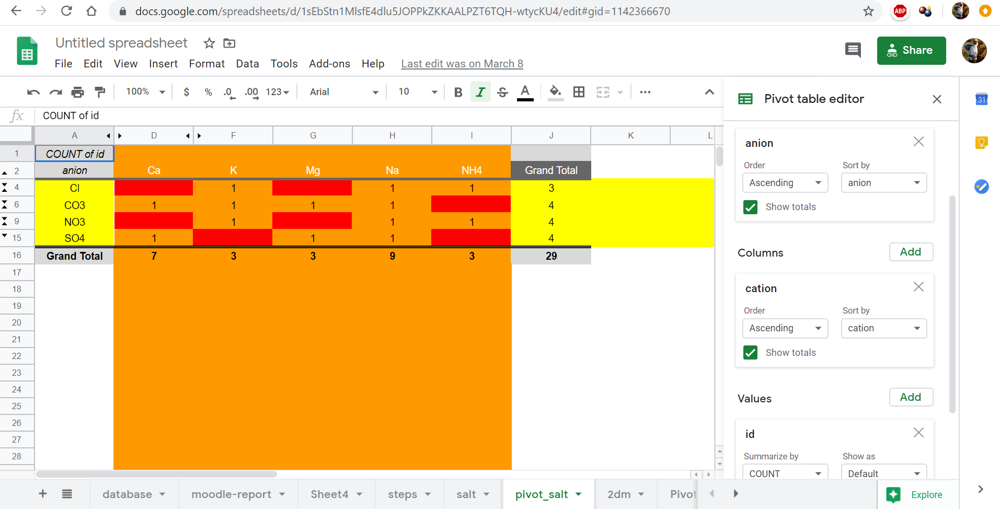 docs.google.com/spreadsheets/d/1sEbStn1MlsfE4dlu5JOPPkZKKAALPZT6TQH-wtycKU4/edit#gid=1142366670
ABP
Untitled spreadsheet
File Edit View Insert Format Data Tools Add-ons Help Last edit was on March 8
Share
100% $ % .0 .00 123 Arial 10 B I S A
fx COUNT of id
A D F G H I J K L
1 COUNT of id
2 anion Ca K Mg Na NH4 Grand Total
4 Cl 1 1 1 3
6 CO3 1 1 1 1 4
9 NO3 1 1 1 4
15 SO4 1 1 1 4
16 Grand Total 7 3 3 9 3 29
17
18
19
20
21
22
23
24
25
26
27
28
Pivot table editor
anion
Order Sort by
Ascending anion
Show totals
Columns Add
cation
Order Sort by
Ascending cation
Show totals
Values Add
id
Summarize by Show as
COUNT Default
31
+ database moodle-report Sheet4 steps salt pivot_salt 2dm Pivot
Explore